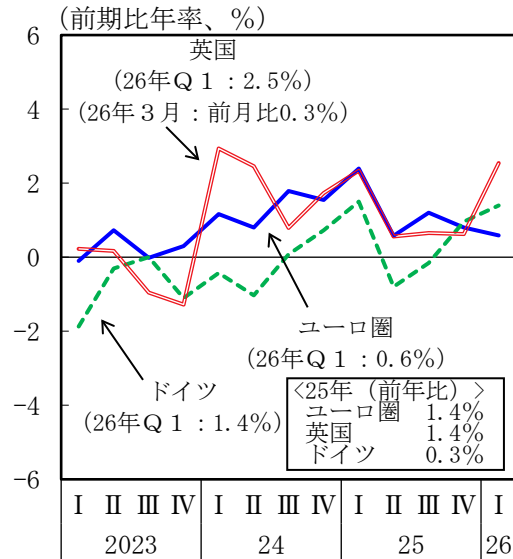 (前期比年率、%)
6
英国
(26年Q1：2.5%)
(26年3月：前月比0.3%)
4
2
0
ユーロ圏
(26年Q1：0.6%)
-2
ドイツ
(26年Q1：1.4%)
-4
<25年（前年比）>
ユーロ圏 1.4%
英国 1.4%
ドイツ 0.3%
-6
Ⅰ Ⅱ Ⅲ Ⅳ Ⅰ Ⅱ Ⅲ Ⅳ Ⅰ Ⅱ Ⅲ Ⅳ Ⅰ
2023 24 25 26